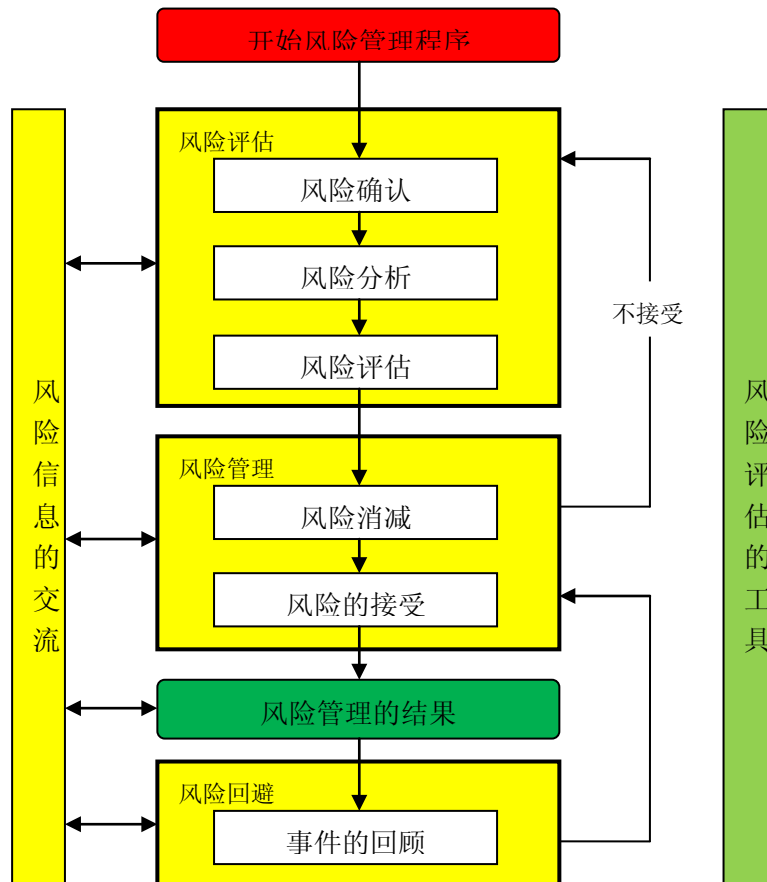 开始风险管理程序
风险评估
风险确认
风险分析
风险评估
不接受
风险管理
风险消减
风险的接受
风险管理的结果
风险回避
事件的回顾
风险信息的交流
风险评估的工具